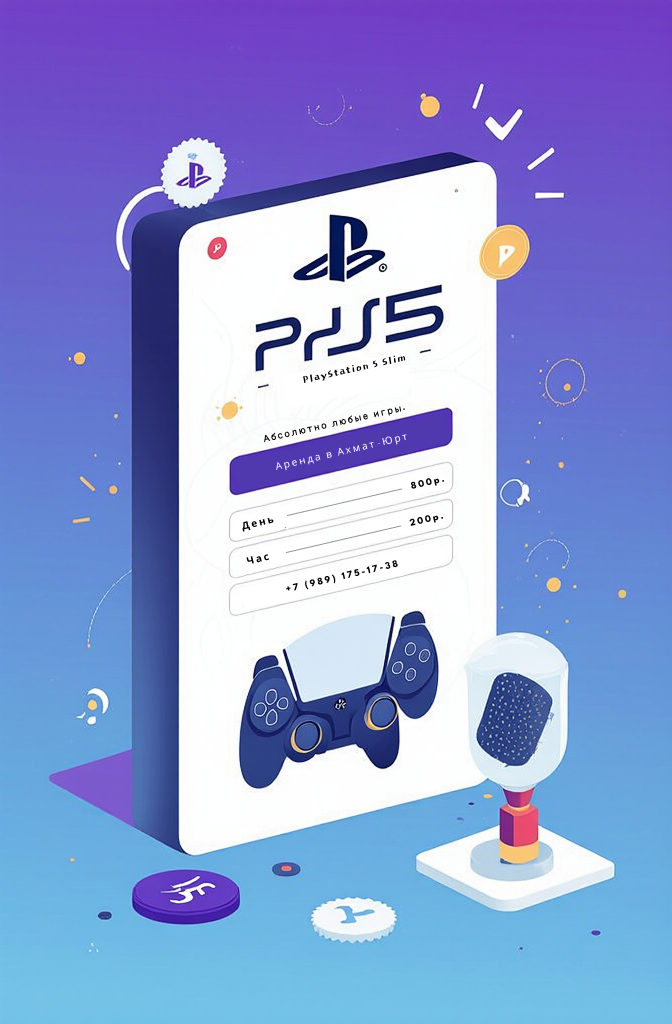 PS5
PlayStation 5 Slim
Абсолютно любые игры.
Аренда в Ахмат-Юрт
День 800р.
Час 200р.
+7 (989) 175-17-38